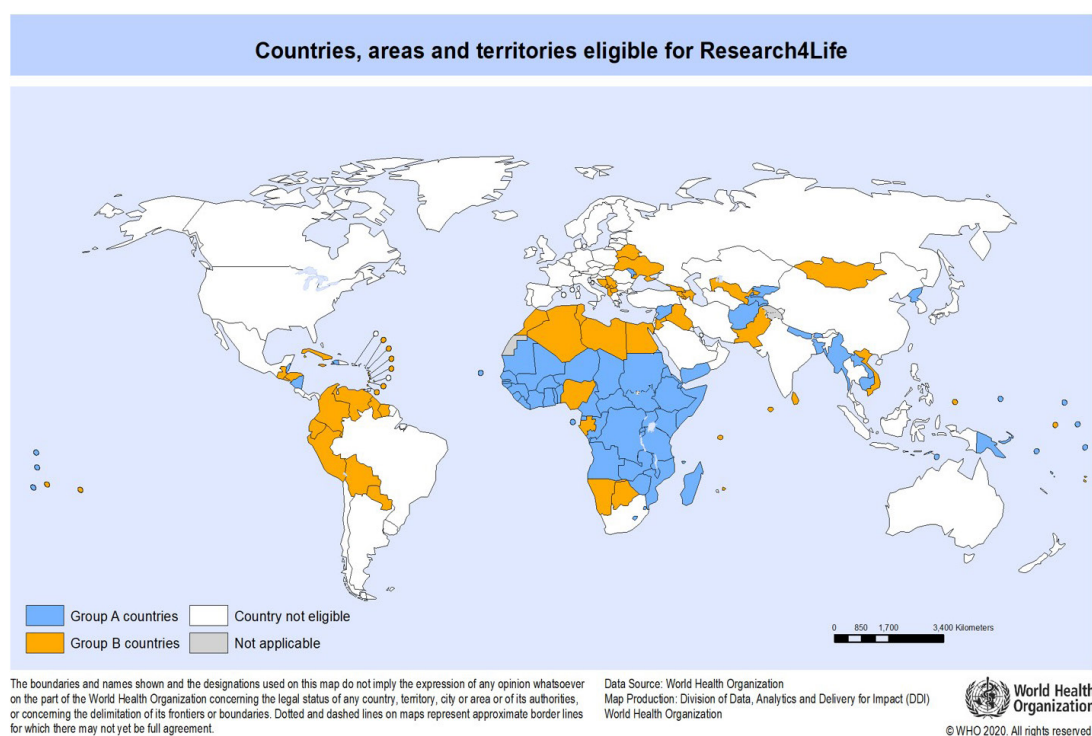 Countries, areas and territories eligible for Research4Life
Group A countries
Country not eligible
Group B countries
Not applicable
0 850 1,700 3,400 Kilometers
The boundaries and names shown and the designations used on this map do not imply the expression of any opinion whatsoever
on the part of the World Health Organization concerning the legal status of any country, territory, city or area or of its authorities,
or concerning the delimitation of its frontiers or boundaries. Dotted and dashed lines on maps represent approximate border lines
for which there may not yet be full agreement.
Data Source: World Health Organization
Map Production: Division of Data, Analytics and Delivery for Impact (DDI)
World Health Organization
World Health
Organization
© WHO 2020. All rights reserved